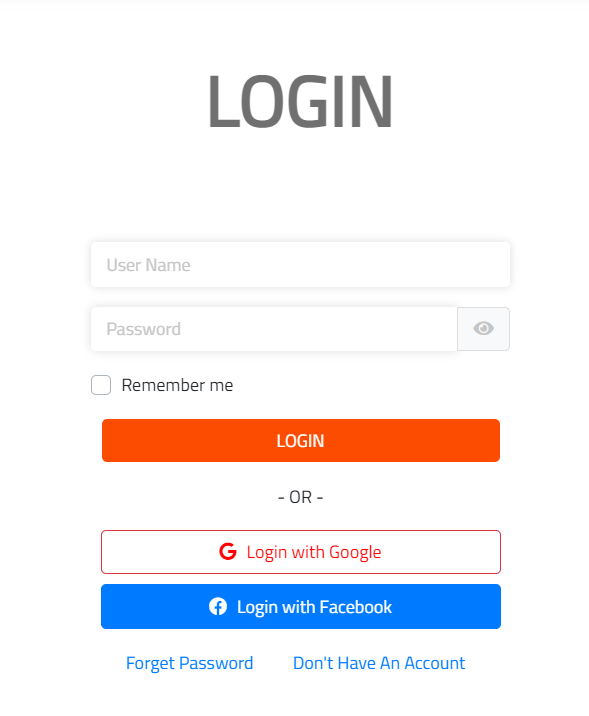 LOGIN
User Name
Password
Remember me
LOGIN
- OR -
Login with Google
Login with Facebook
Forget Password Don't Have An Account